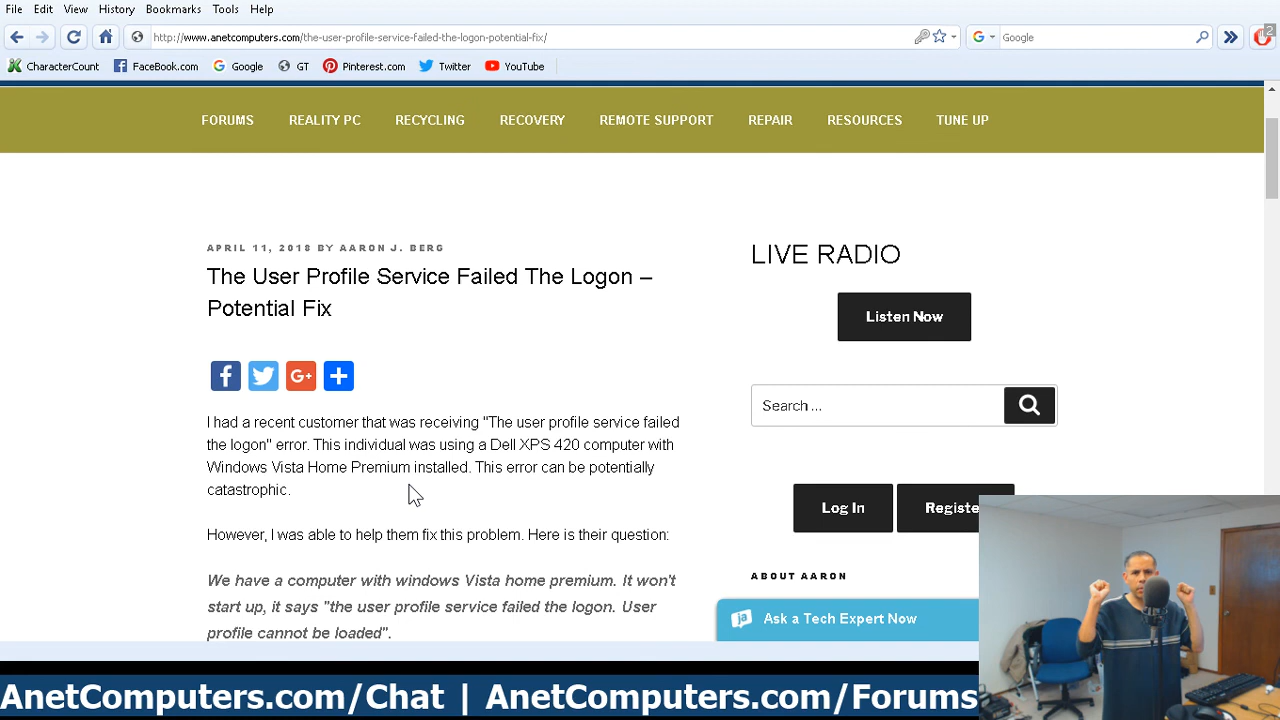 File Edit View History Bookmarks Tools Help
http://www.anetcomputers.com/the-user-profile-service-failed-the-logon-potential-fix/
Google
2
CharacterCount FaceBook.com Google GT Pinterest.com Twitter YouTube
FORUMS REALITY PC RECYCLING RECOVERY REMOTE SUPPORT REPAIR RESOURCES TUNE UP
APRIL 11, 2018 BY AARON J. BERG
The User Profile Service Failed The Logon –
Potential Fix
I had a recent customer that was receiving "The user profile service failed
the logon" error. This individual was using a Dell XPS 420 computer with
Windows Vista Home Premium installed. This error can be potentially
catastrophic.
However, I was able to help them fix this problem. Here is their question:
We have a computer with windows Vista home premium. It won't
start up, it says "the user profile service failed the logon. User
profile cannot be loaded".
LIVE RADIO
Listen Now
Search ...
Log In Registe
ABOUT AARON
ja Ask a Tech Expert Now
AnetComputers.com/Chat | AnetComputers.com/Forums